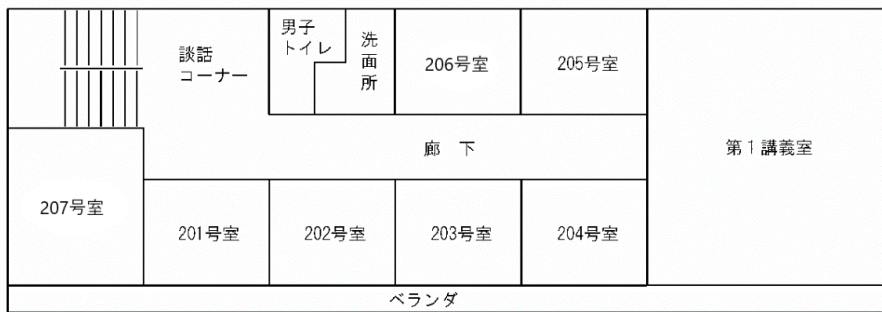 談話
コーナー
男子
トイレ
洗面所
206号室
205号室
廊下
第1講義室
207号室
201号室
202号室
203号室
204号室
ベランダ